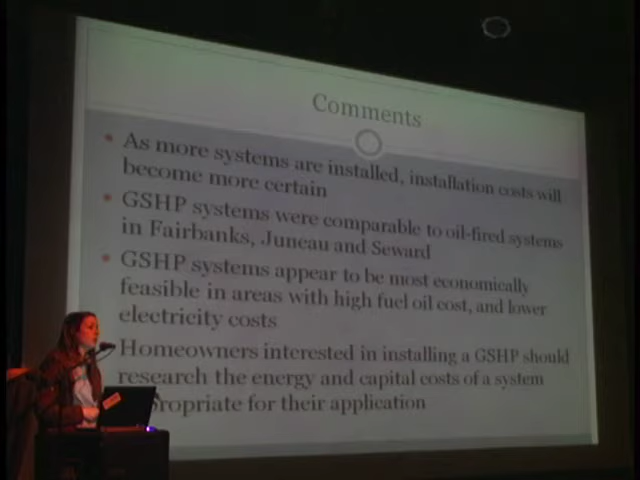 Comments
As more systems are installed, installation costs will
become more certain
GSHP systems were comparable to oil-fired systems
in Fairbanks, Juneau and Seward
GSHP systems appear to be most economically
feasible in areas with high fuel oil cost, and lower
electricity costs
Homeowners interested in installing a GSHP should
research the energy and capital costs of a system
ropriate for their application